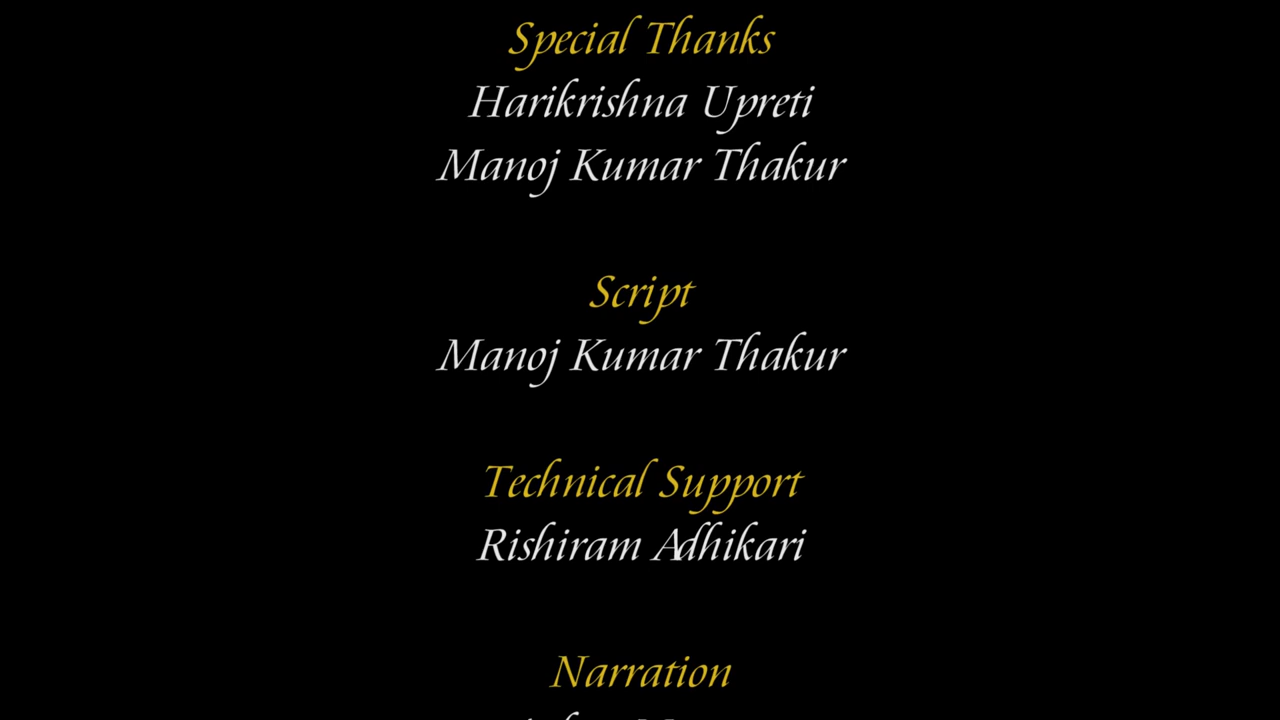 Special Thanks
Harikrishna Upreti
Manoj Kumar Thakur
Script
Manoj Kumar Thakur
Technical Support
Rishiram Adhikari
Narration